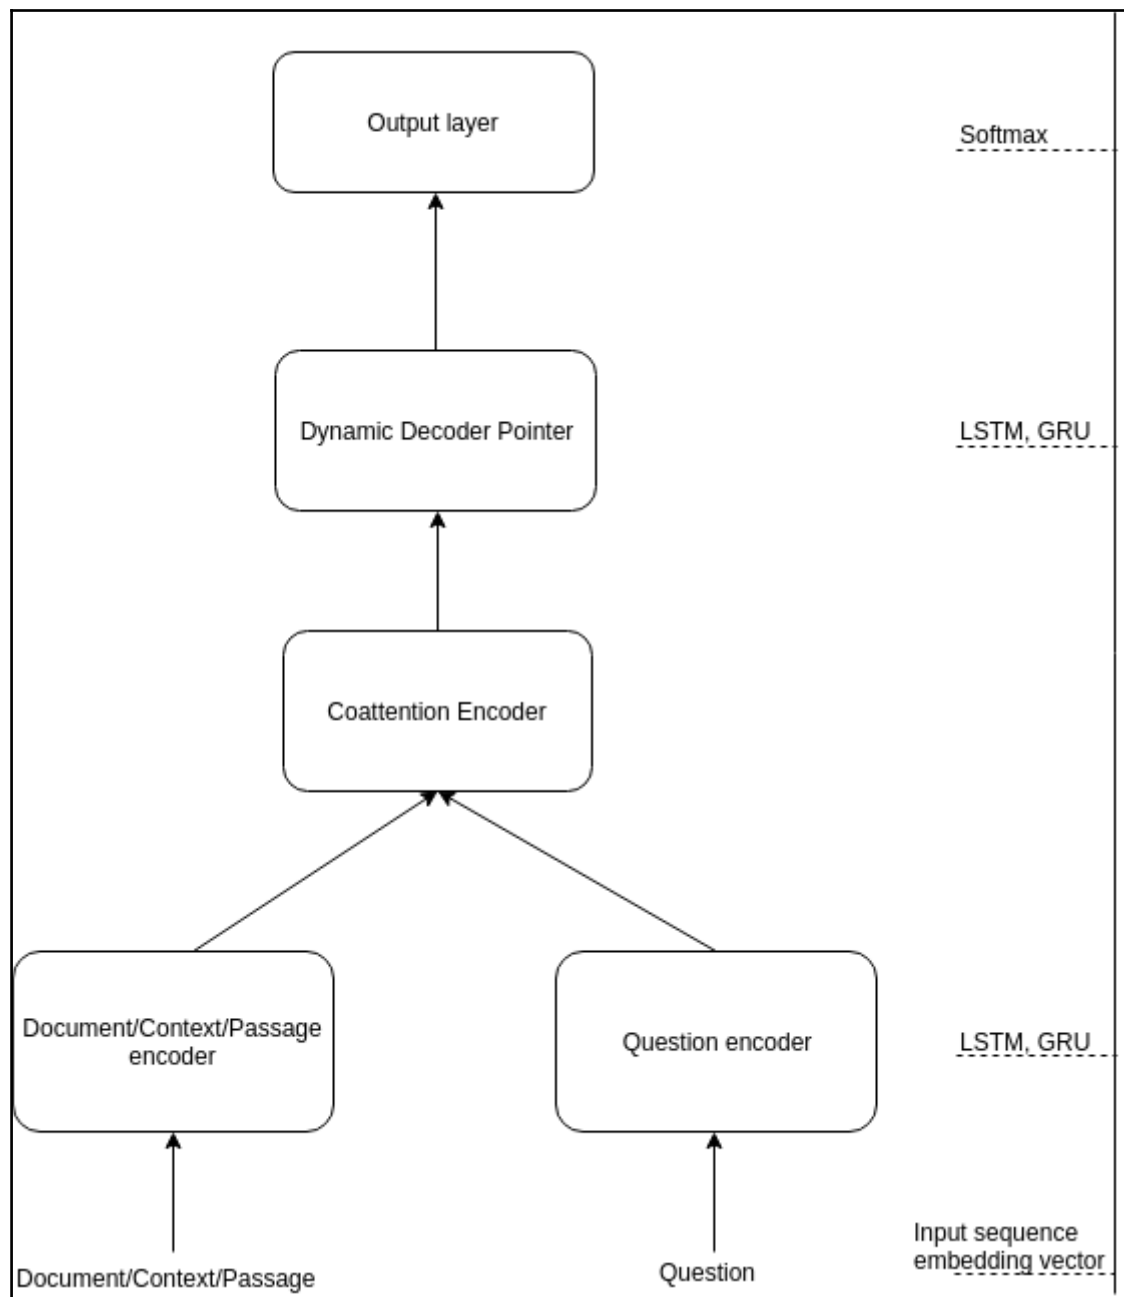 Output layer
Softmax
Dynamic Decoder Pointer
LSTM, GRU
Coattention Encoder
Document/Context/Passage
encoder
Question encoder
LSTM, GRU
Input sequence
embedding vector
Document/Context/Passage
Question